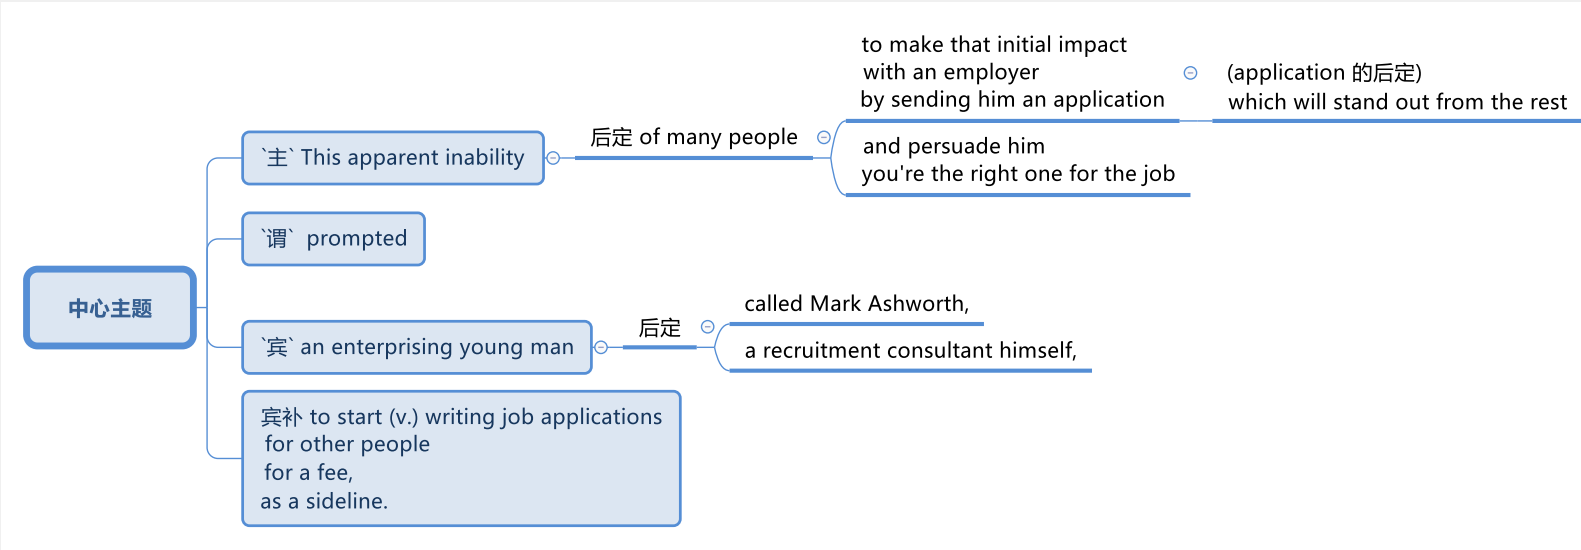 中心主题
`主` This apparent inability
后定 of many people
to make that initial impact
with an employer
by sending him an application
(application 的后定)
which will stand out from the rest
and persuade him
you're the right one for the job
`谓` prompted
`宾` an enterprising young man
后定
called Mark Ashworth,
a recruitment consultant himself,
宾补 to start (v.) writing job applications
for other people
for a fee,
as a sideline.